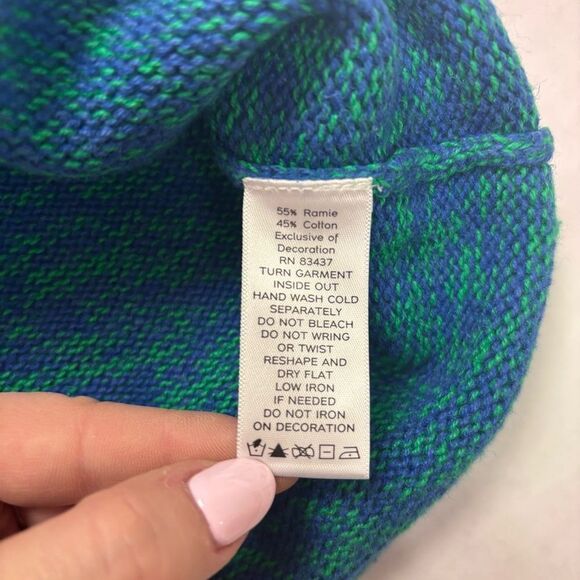 55% Ramie
45% Cotton
Exclusive of
Decoration
RN 83437
TURN GARMENT
INSIDE OUT
HAND WASH COLD
SEPARATELY
DO NOT BLEACH
DO NOT WRING
OR TWIST
RESHAPE AND
DRY FLAT
LOW IRON
IF NEEDED
DO NOT IRON
ON DECORATION